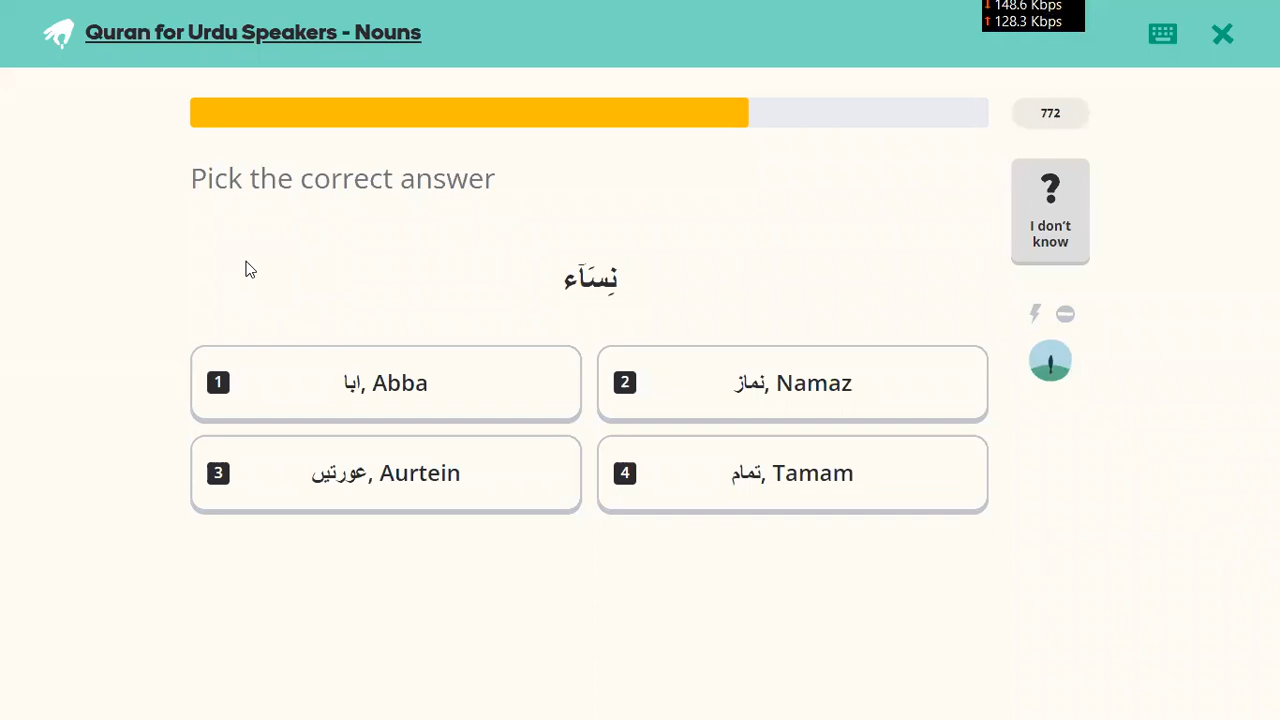 148.6 Kbps
Quran for Urdu Speakers - Nouns
128.3 Kbps
772
Pick the correct answer
?
I don't know
نِسَآء
1 ابا, Abba
2 نماز, Namaz
3 عورتیں, Aurtein
4 تمام, Tamam